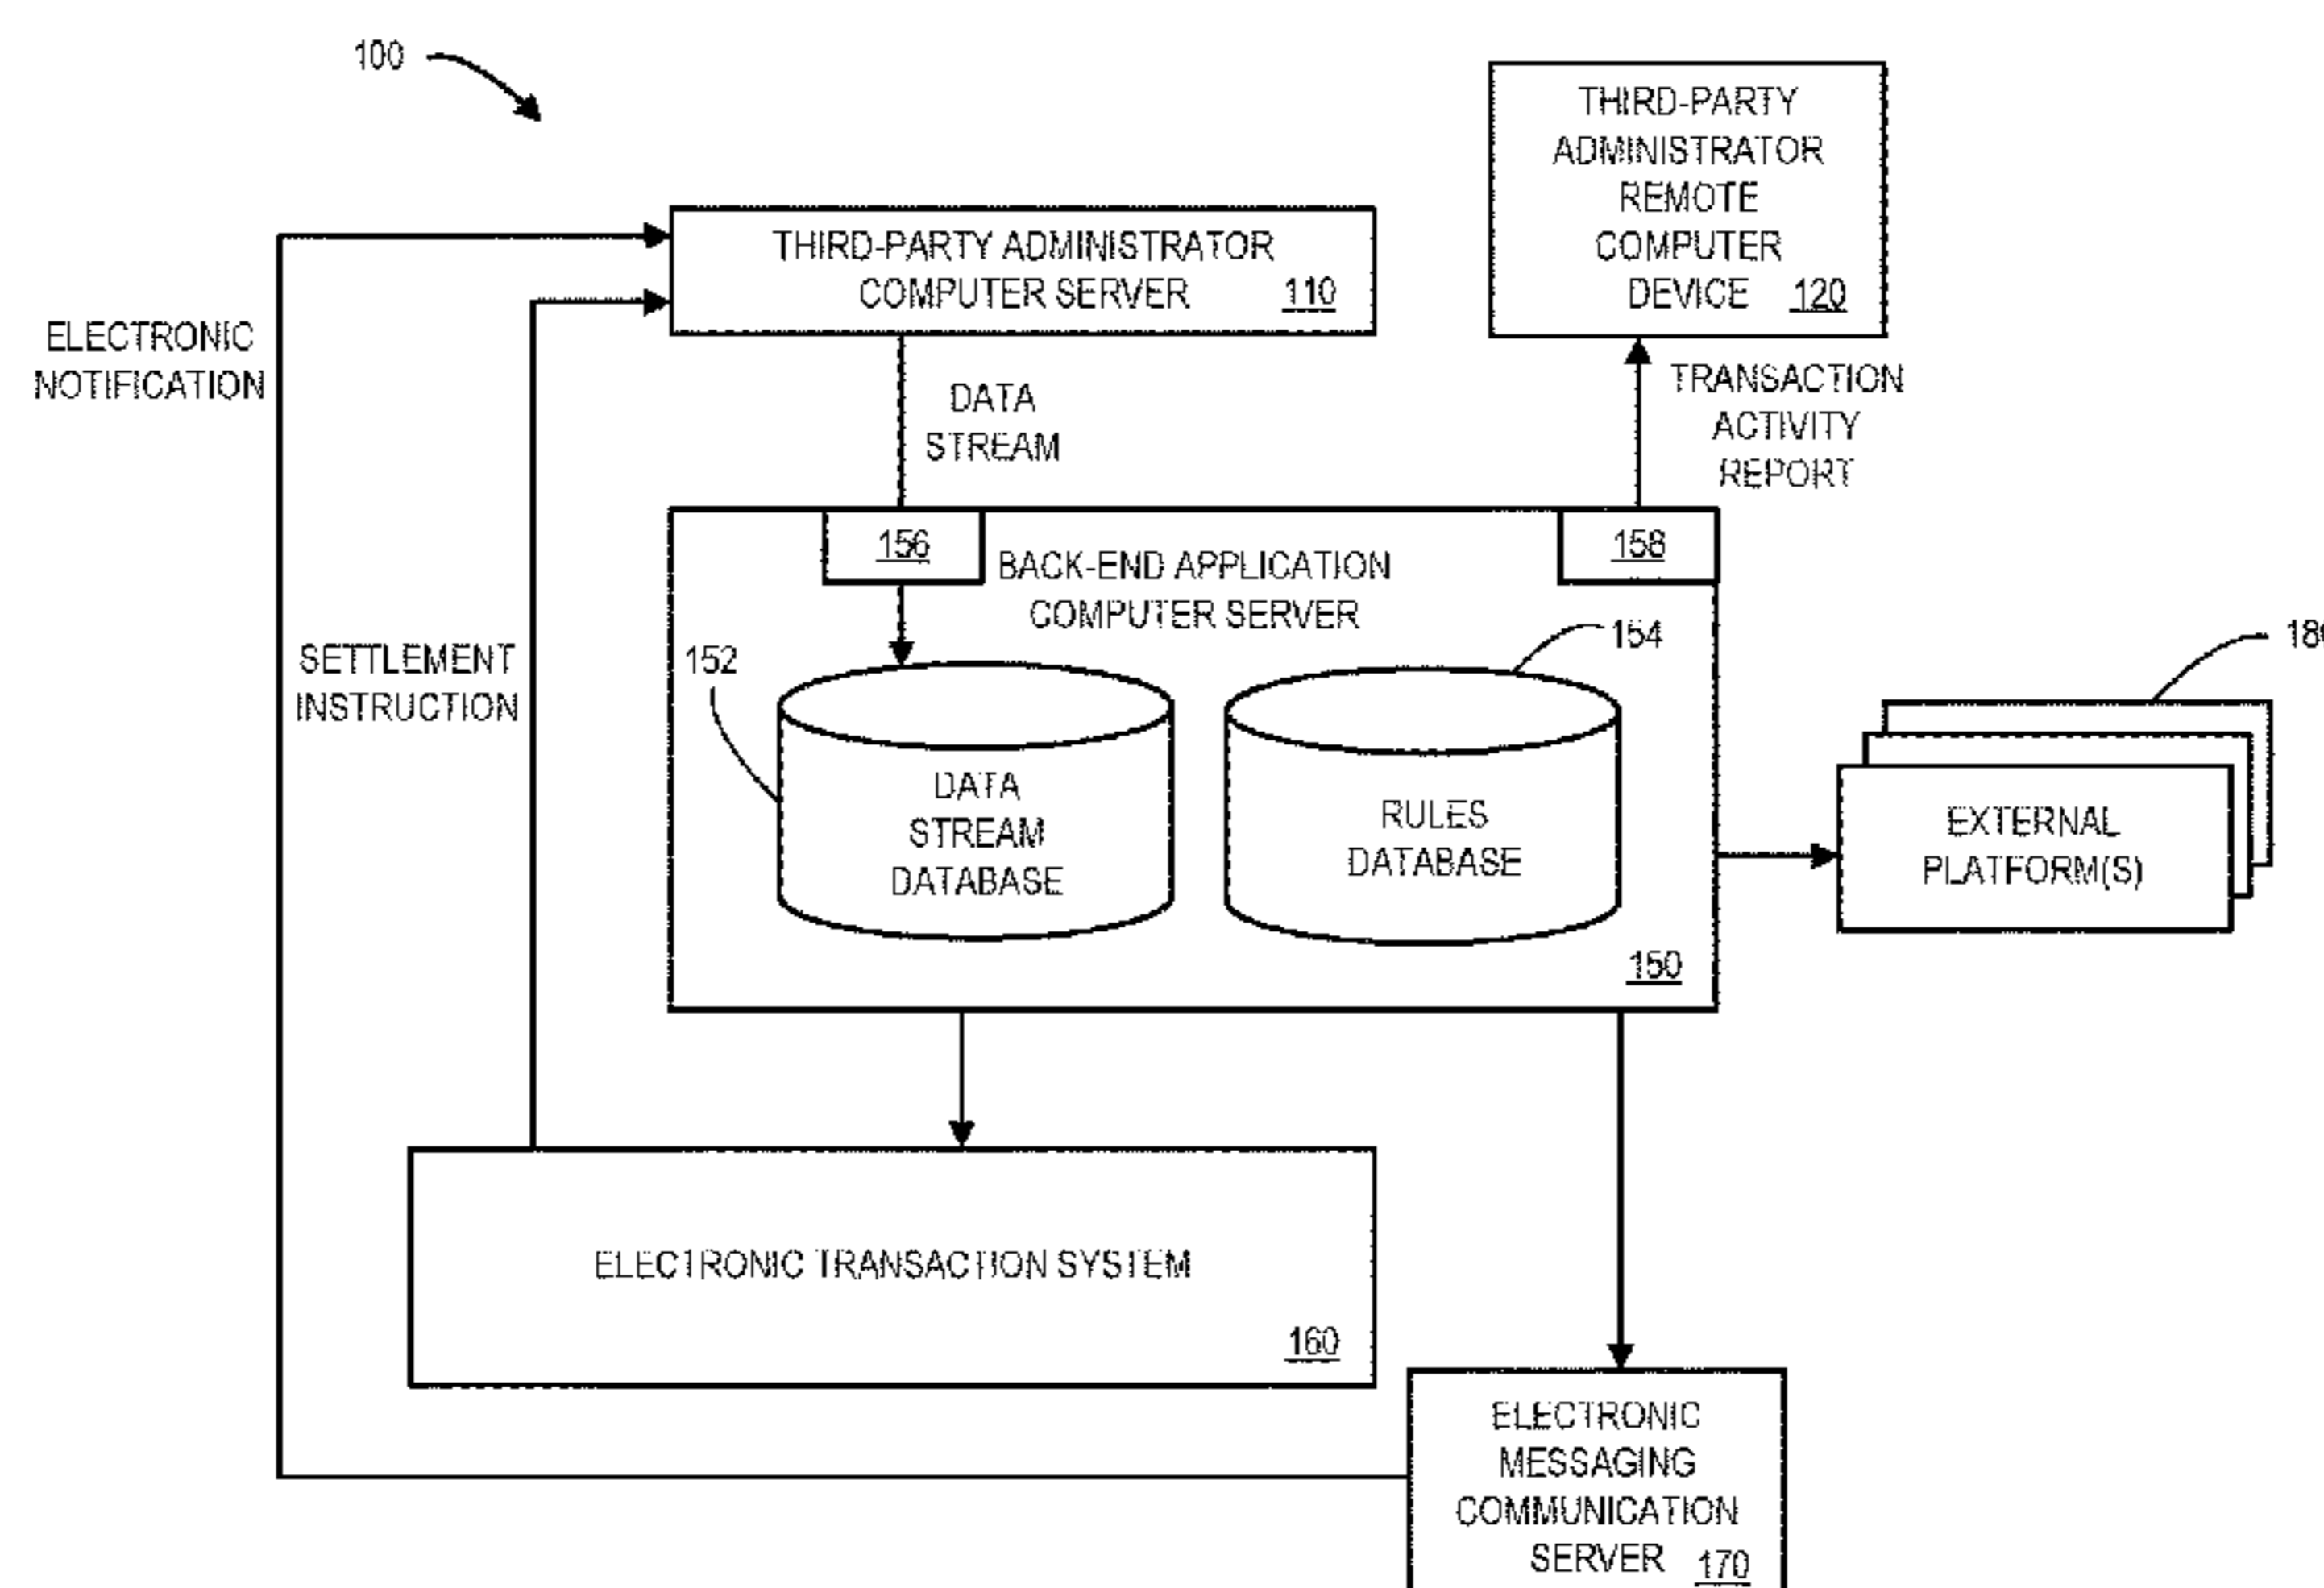 100
THIRD-PARTY
ADMINISTRATOR
REMOTE
COMPUTER
DEVICE 120
THIRD-PARTY ADMINISTRATOR
COMPUTER SERVER 110
ELECTRONIC
NOTIFICATION
DATA
STREAM
TRANSACTION
ACTIVITY
REPORT
156
158
BACK-END APPLICATION
COMPUTER SERVER
SETTLEMENT
INSTRUCTION
152
154
DATA
STREAM
DATABASE
RULES
DATABASE
150
EXTERNAL
PLATFORM(S)
ELECTRONIC TRANSACTION SYSTEM
160
ELECTRONIC
MESSAGING
COMMUNICATION
SERVER 170